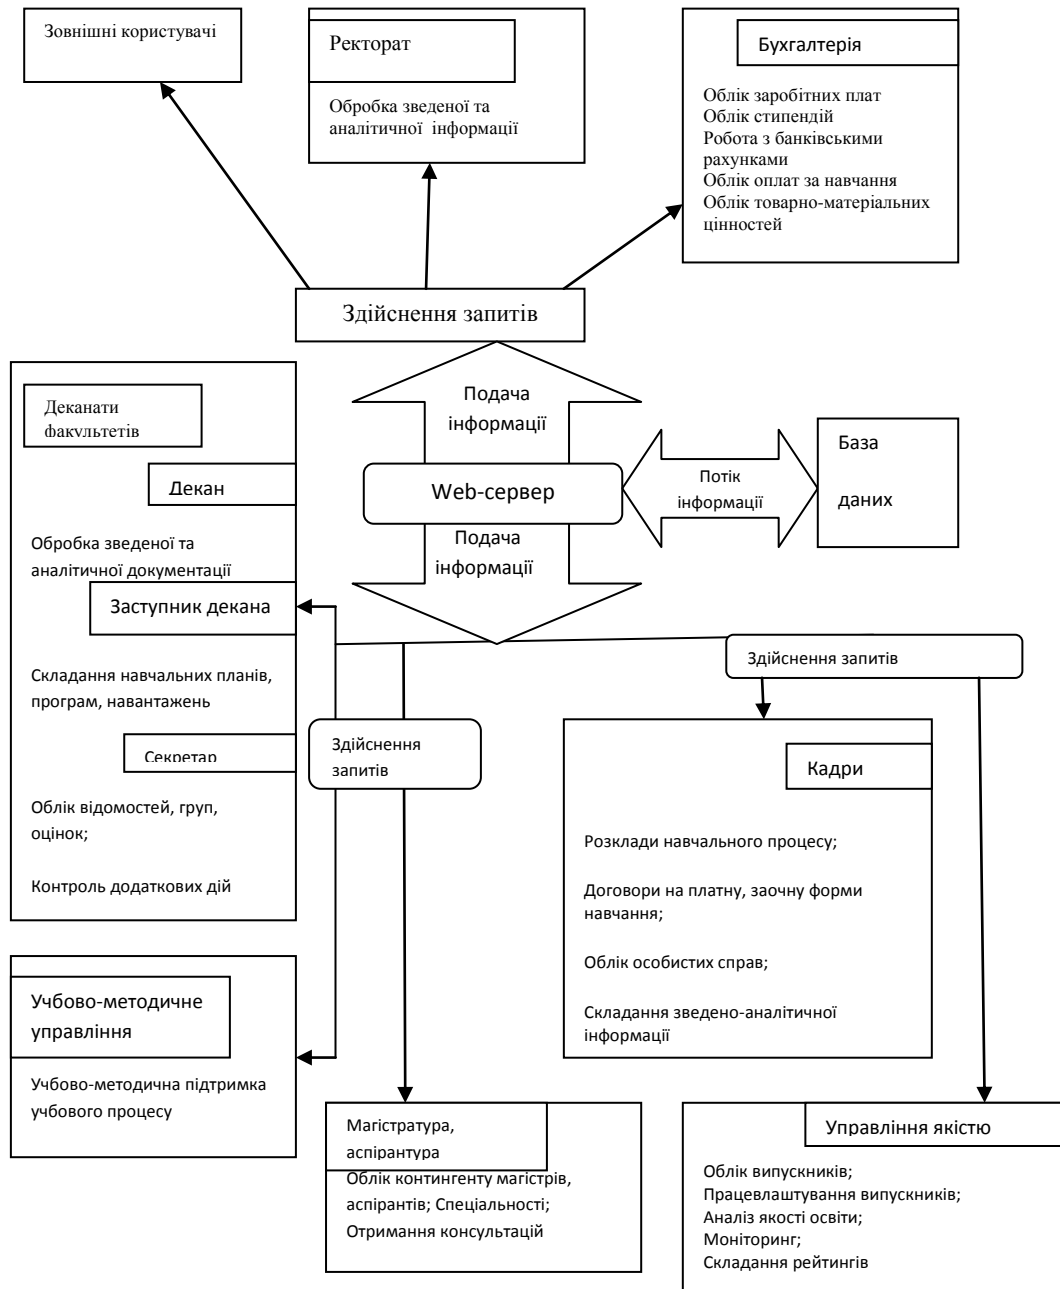 Зовнішні користувачі
Ректорат
Обробка зведеної та
аналітичної інформації
Бухгалтерія
Облік заробітних плат
Облік стипендій
Робота з банківськими
рахунками
Облік оплат за навчання
Облік товарно-матеріальних
цінностей
Здійснення запитів
Подача
інформації
Web-сервер
Подача
інформації
Потік
інформації
База
даних
Деканати
факультетів
Декан
Обробка зведеної та
аналітичної документації
Заступник декана
Складання навчальних планів,
програм, навантажень
Секретар
Облік відомостей, груп,
оцінок;
Контроль додаткових дій
Здійснення
запитів
Здійснення запитів
Кадри
Розклади навчального процесу;
Договори на платну, заочну форми
навчання;
Облік особистих справ;
Складання зведено-аналітичної
інформації
Учбово-методичне
управління
Учбово-методична підтримка
учбового процесу
Магістратура,
аспірантура
Облік контингенту магістрів,
аспірантів; Спеціальності;
Отримання консультацій
Управління якістю
Облік випускників;
Працевлаштування випускників;
Аналіз якості освіти;
Моніторинг;
Складання рейтингів